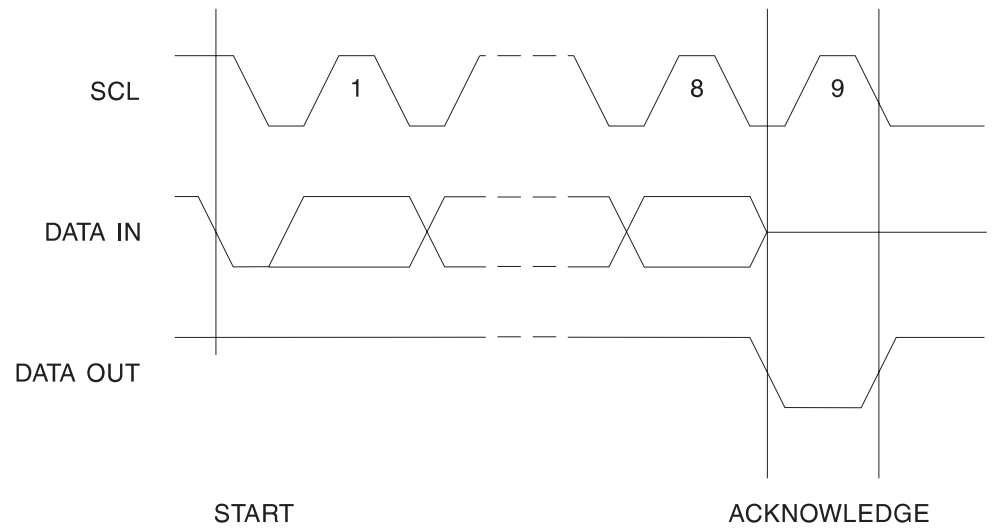 SCL
1
8
9
DATA IN
DATA OUT
START
ACKNOWLEDGE